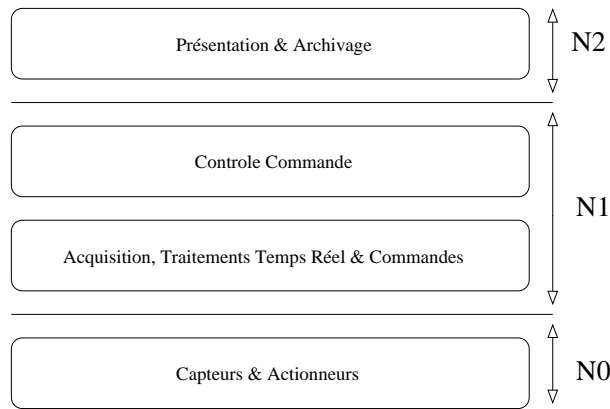 Présentation & Archivage
N2
Controle Commande
N1
Acquisition, Traitements Temps Réel & Commandes
Capteurs & Actionneurs
N0